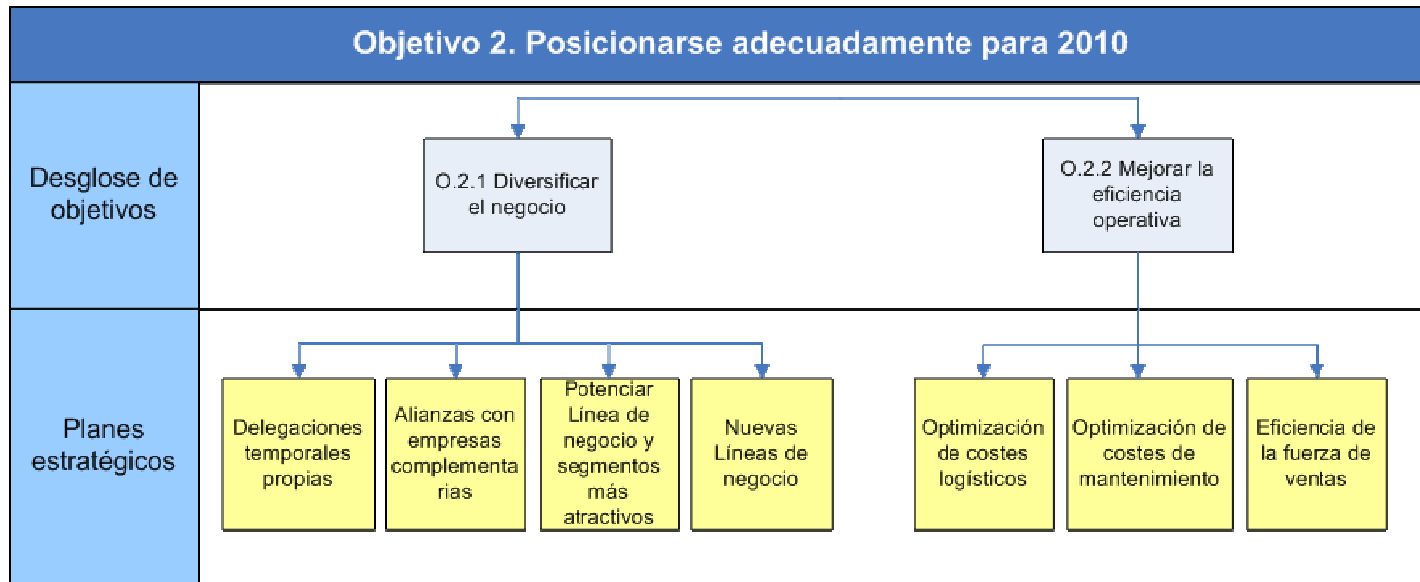 Objetivo 2. Posicionarse adecuadamente para 2010
Desglose de
objetivos
O.2.1 Diversificar
el negocio
O.2.2 Mejorar la
eficiencia
operativa
Planes
estratégicos
Delegaciones
temporales
propias
Alianzas con
empresas
complementa
rias
Potenciar
Línea de
negocio y
segmentos
más
atractivos
Nuevas
Líneas de
negocio
Optimización
de costes
logísticos
Optimización de
costes de
mantenimiento
Eficiencia de
la fuerza de
ventas